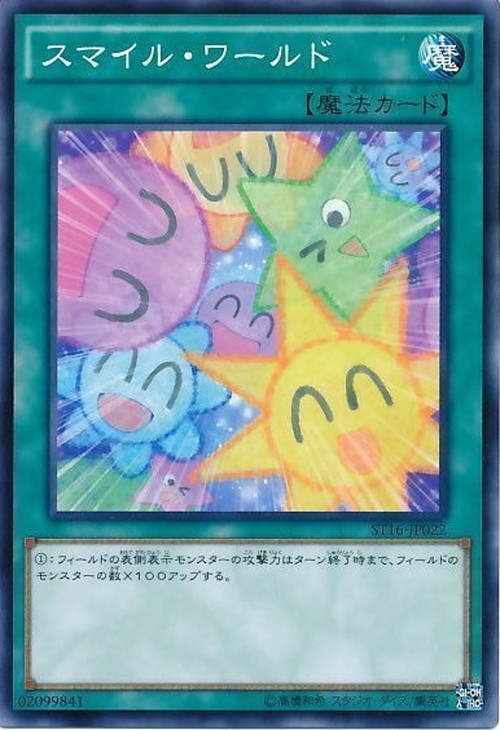 スマイル・ワールド
魔
【魔法カード】
ST16-JP022
①：フィールドの表側表示モンスターの攻撃力はターン終了時まで、フィールドの
モンスターの数×１００アップする。
02099841
©高橋和希 スタジオ・ダイス/集英社